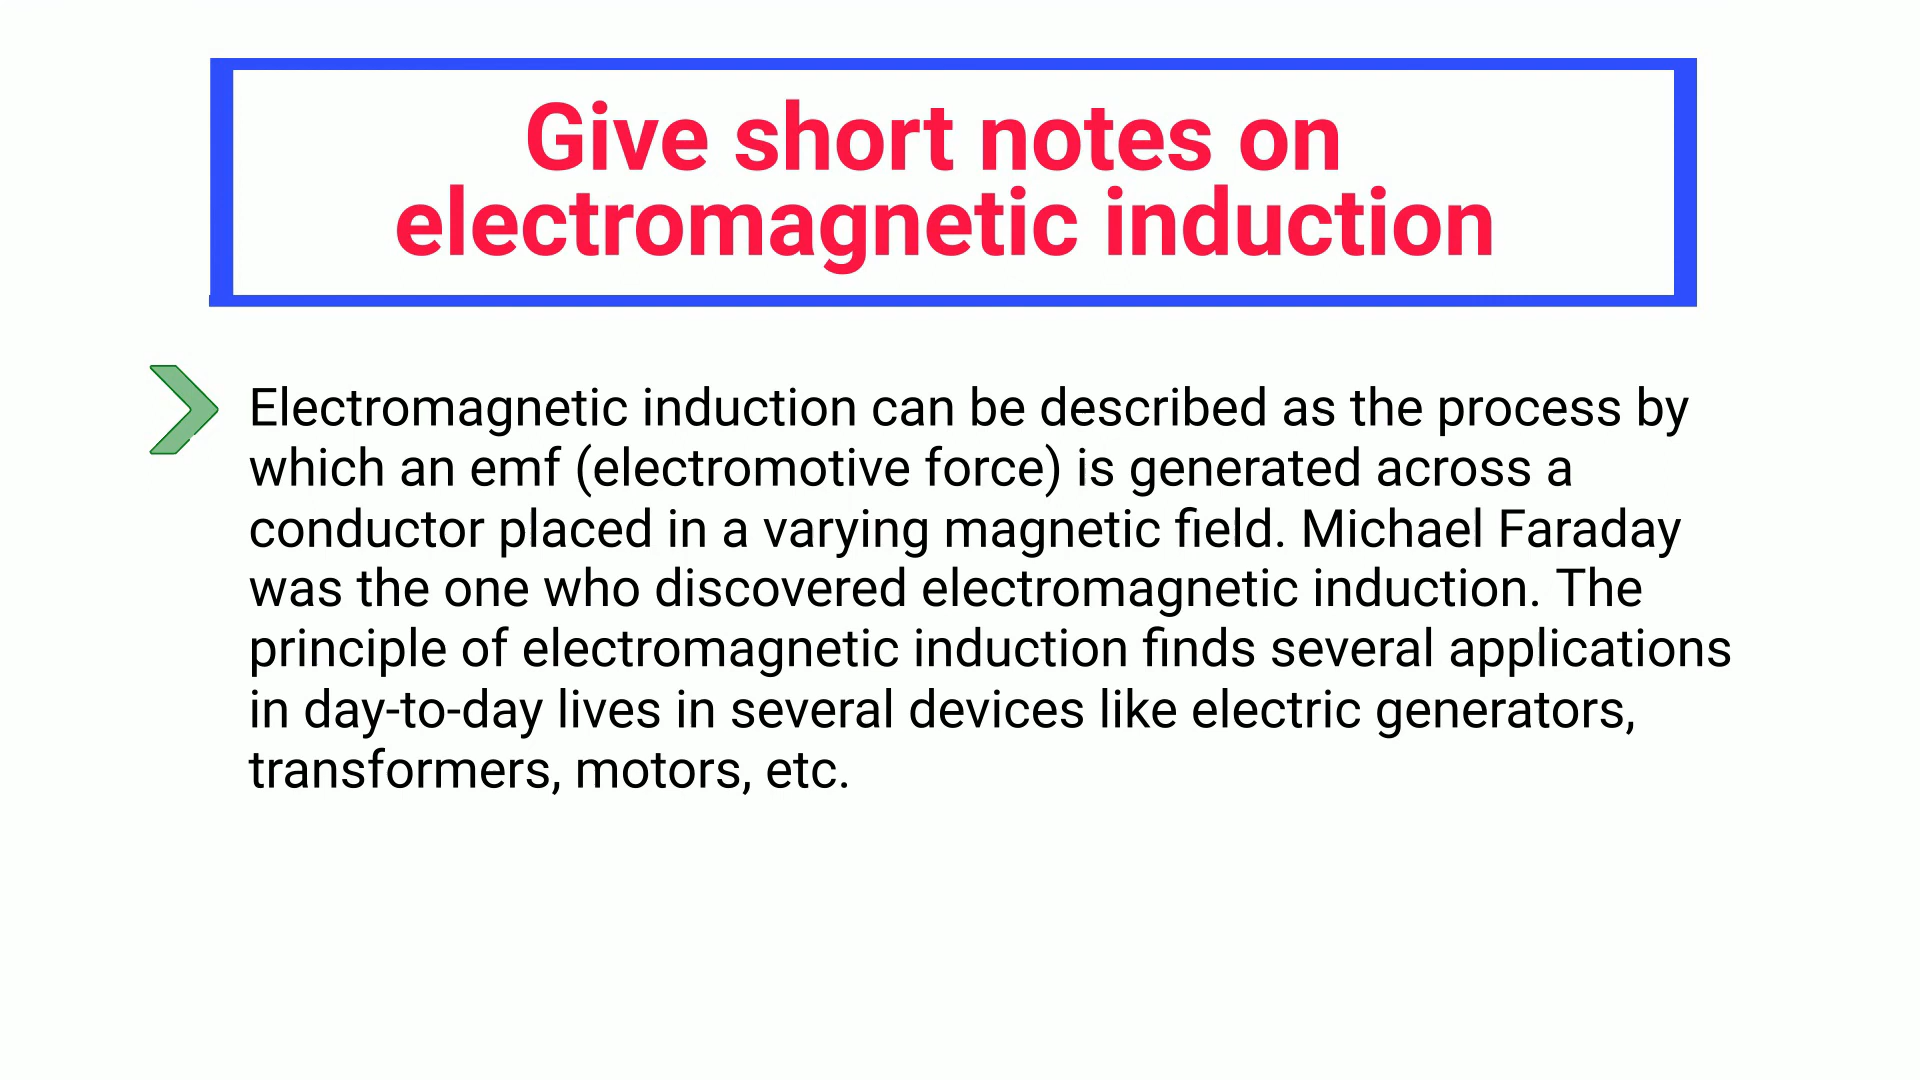 Give short notes on
electromagnetic induction
Electromagnetic induction can be described as the process by
which an emf (electromotive force) is generated across a
conductor placed in a varying magnetic field. Michael Faraday
was the one who discovered electromagnetic induction. The
principle of electromagnetic induction finds several applications
in day-to-day lives in several devices like electric generators,
transformers, motors, etc.